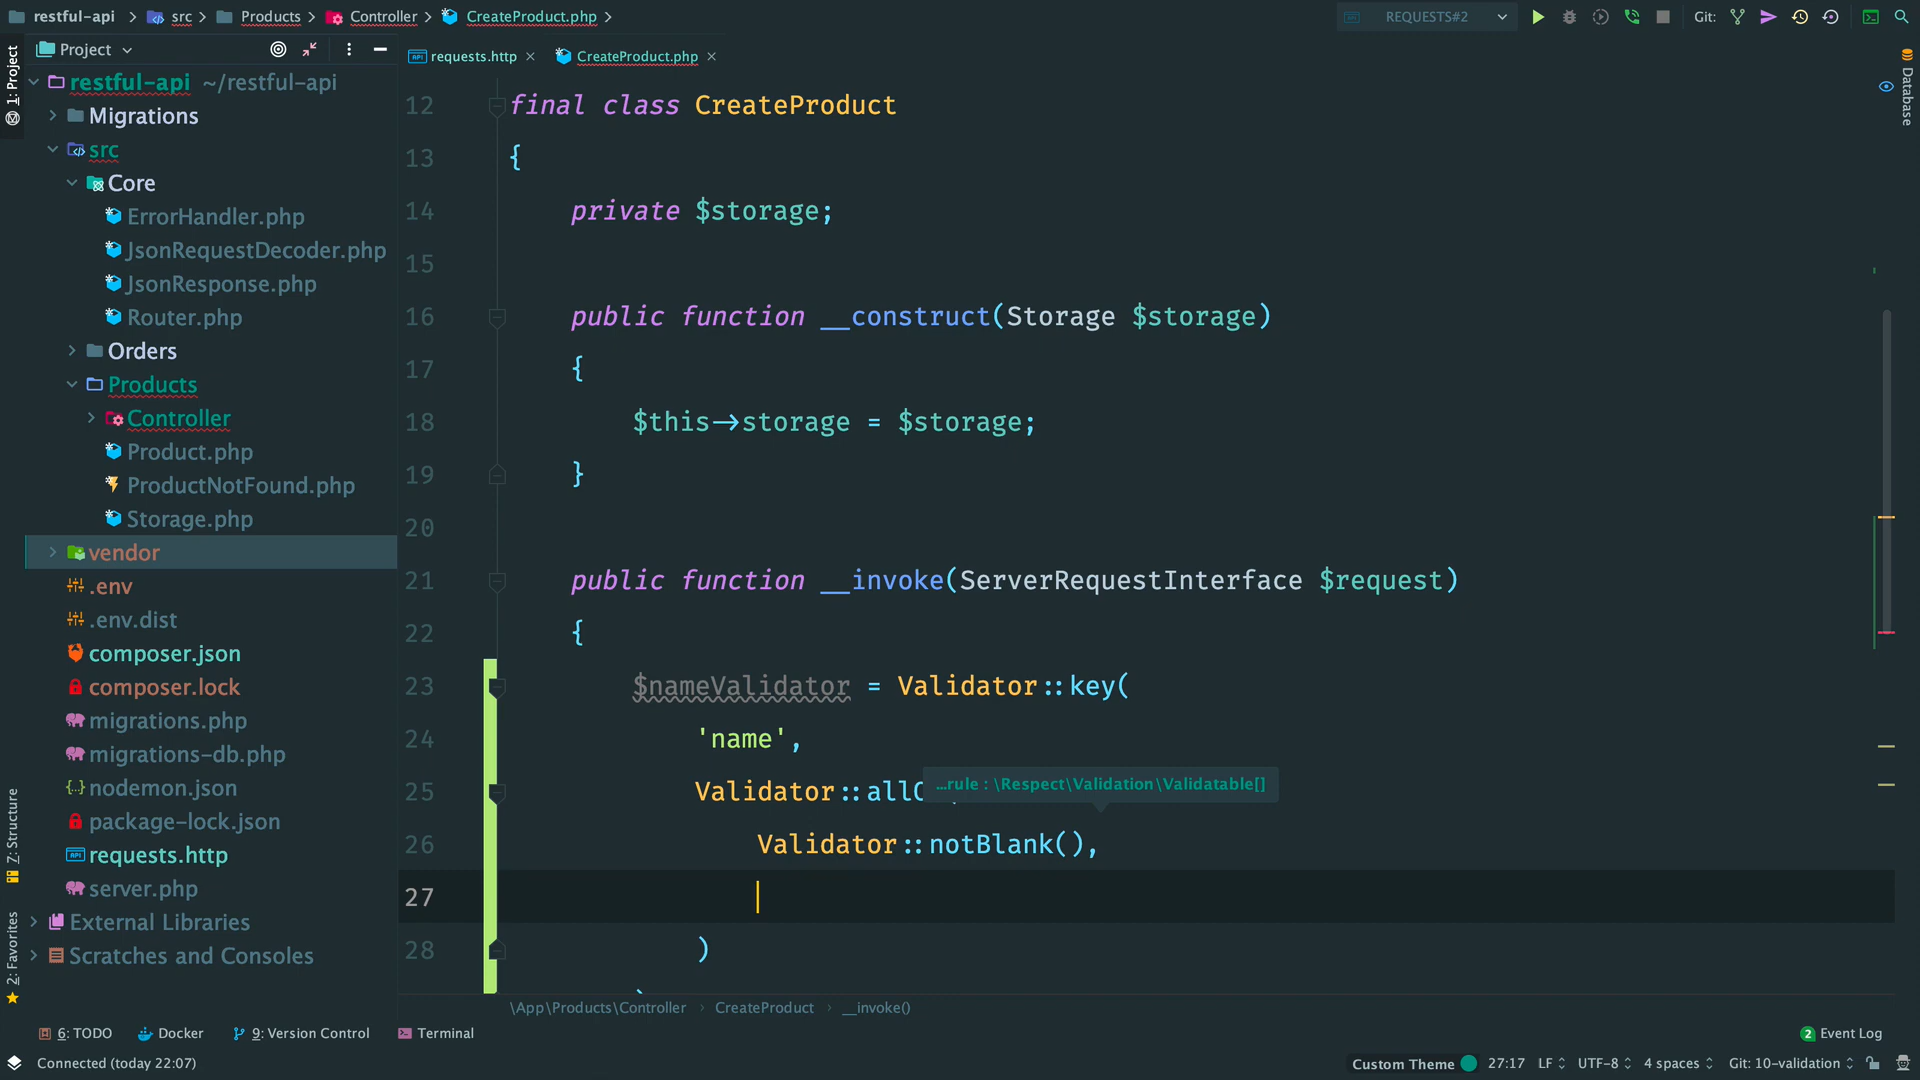 restful-api > src > Products > Controller > CreateProduct.php >
REQUESTS#2
Git:
1: Project
Project
requests.http
CreateProduct.php
Database
restful-api ~/restful-api
Migrations
src
Core
ErrorHandler.php
JsonRequestDecoder.php
JsonResponse.php
Router.php
Orders
Products
Controller
Product.php
ProductNotFound.php
Storage.php
vendor
.env
.env.dist
composer.json
composer.lock
migrations.php
migrations-db.php
nodemon.json
package-lock.json
requests.http
server.php
External Libraries
Scratches and Consoles
Z: Structure
2: Favorites
12 final class CreateProduct
13 {
14 private $storage;
15
16 public function __construct(Storage $storage)
17 {
18 $this->storage = $storage;
19 }
20
21 public function __invoke(ServerRequestInterface $request)
22 {
23 $nameValidator = Validator::key(
24 'name',
25 Validator::all
...rule : \Respect\Validation\Validatable[]
26 Validator::notBlank(),
27
28 )
\App\Products\Controller > CreateProduct > __invoke()
6: TODO
Docker
9: Version Control
Terminal
2 Event Log
Connected (today 22:07)
Custom Theme
27:17
LF
UTF-8
4 spaces
Git: 10-validation